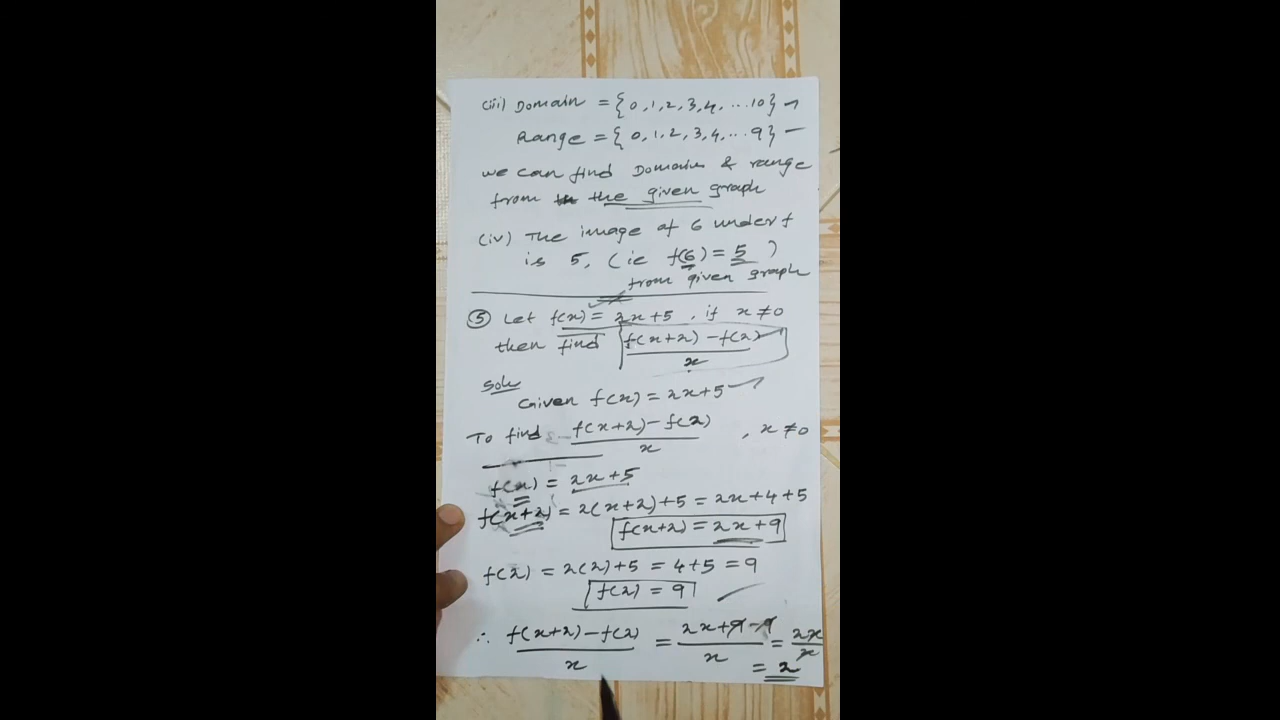 (iii) Domain = { 0, 1, 2, 3, 4, ... 10}
Range = { 0, 1, 2, 3, 4, ... 9}
we can find Domain & range
from the given graph
(iv) The image of 6 under f
is 5, (ie f(6) = 5 )
from given graph
⑤ Let f(x) = 2x+5 , if x ≠ 0
then find f(x+2) - f(2) / x
Soln
Given f(x) = 2x+5
To find f(x+2) - f(2) / x , x ≠ 0
f(x) = 2x+5
f(x+2) = 2(x+2)+5 = 2x+4+5
f(x+2) = 2x+9
f(2) = 2(2)+5 = 4+5 = 9
f(2) = 9
∴ f(x+2) - f(2) / x = 2x+9-9 / x = 2x / x
= 2